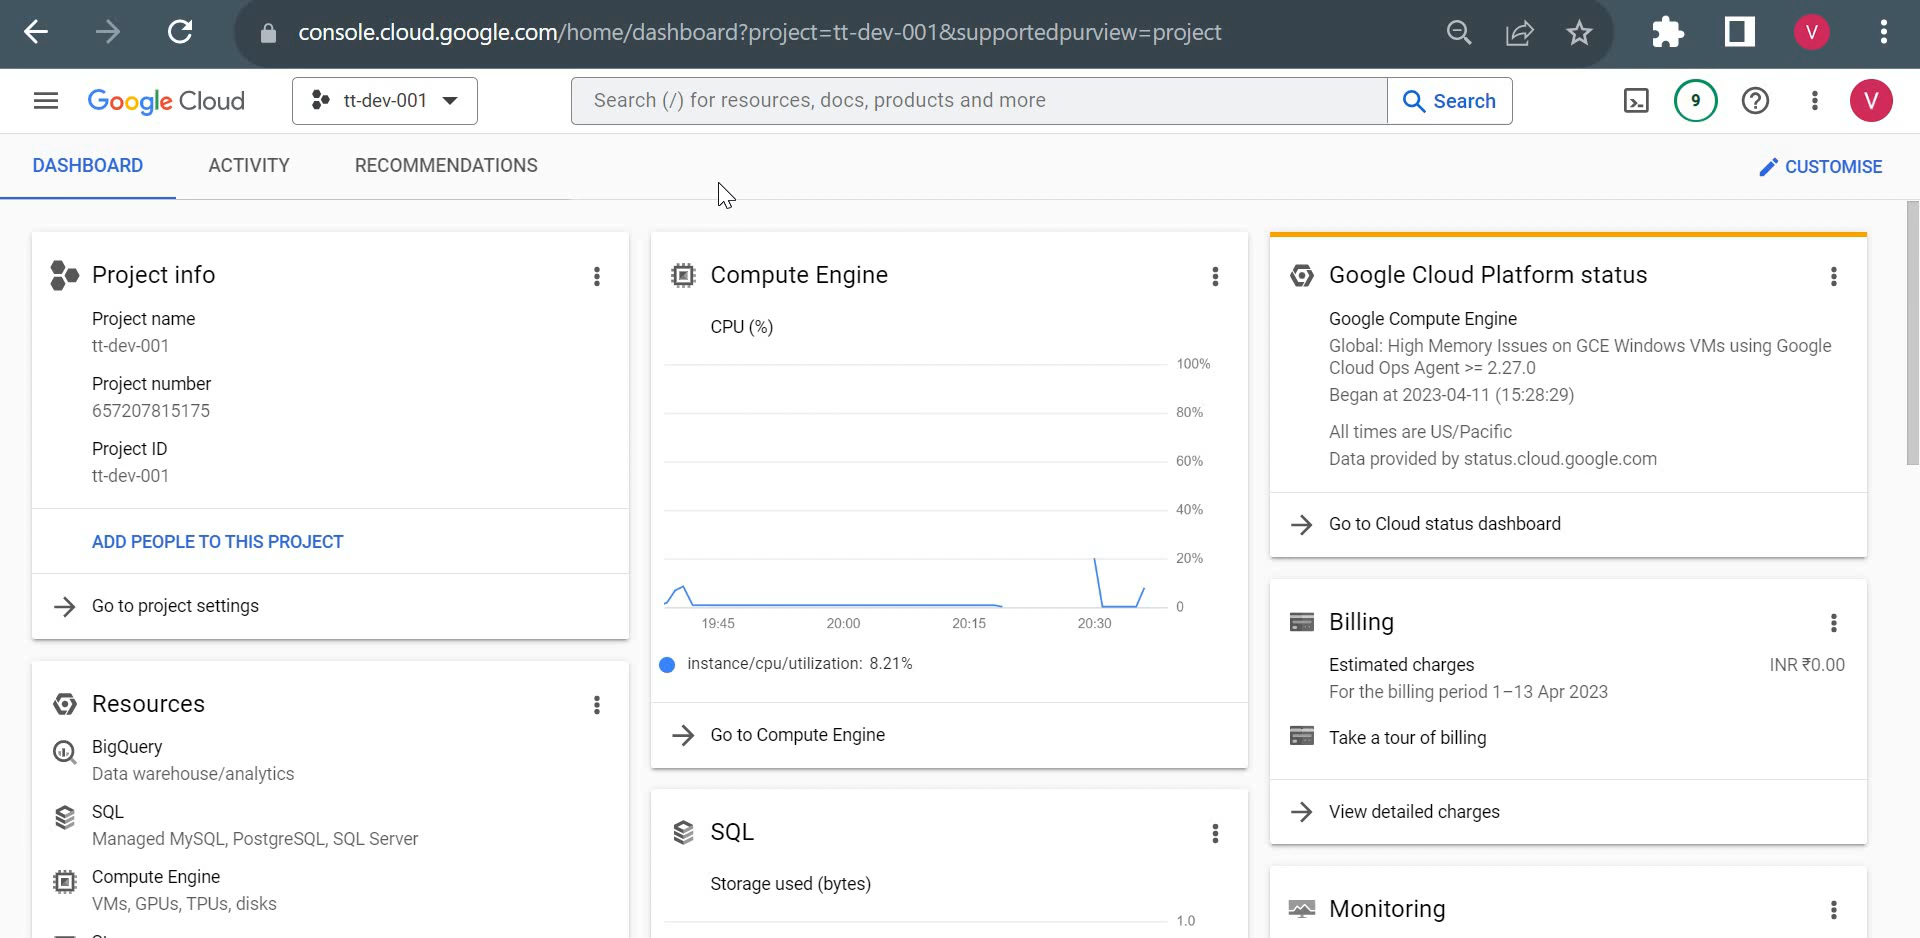 console.cloud.google.com/home/dashboard?project=tt-dev-001&supportedpurview=project
V
Google Cloud
tt-dev-001
Search (/) for resources, docs, products and more
Search
9
V
DASHBOARD
ACTIVITY
RECOMMENDATIONS
CUSTOMISE
Project info
Project name
tt-dev-001
Project number
657207815175
Project ID
tt-dev-001
ADD PEOPLE TO THIS PROJECT
Go to project settings
Resources
BigQuery
Data warehouse/analytics
SQL
Managed MySQL, PostgreSQL, SQL Server
Compute Engine
VMs, GPUs, TPUs, disks
Compute Engine
CPU (%)
100%
80%
60%
40%
20%
0
19:45
20:00
20:15
20:30
instance/cpu/utilization: 8.21%
Go to Compute Engine
SQL
Storage used (bytes)
1.0
Google Cloud Platform status
Google Compute Engine
Global: High Memory Issues on GCE Windows VMs using Google
Cloud Ops Agent >= 2.27.0
Began at 2023-04-11 (15:28:29)
All times are US/Pacific
Data provided by status.cloud.google.com
Go to Cloud status dashboard
Billing
Estimated charges
INR ₹0.00
For the billing period 1–13 Apr 2023
Take a tour of billing
View detailed charges
Monitoring